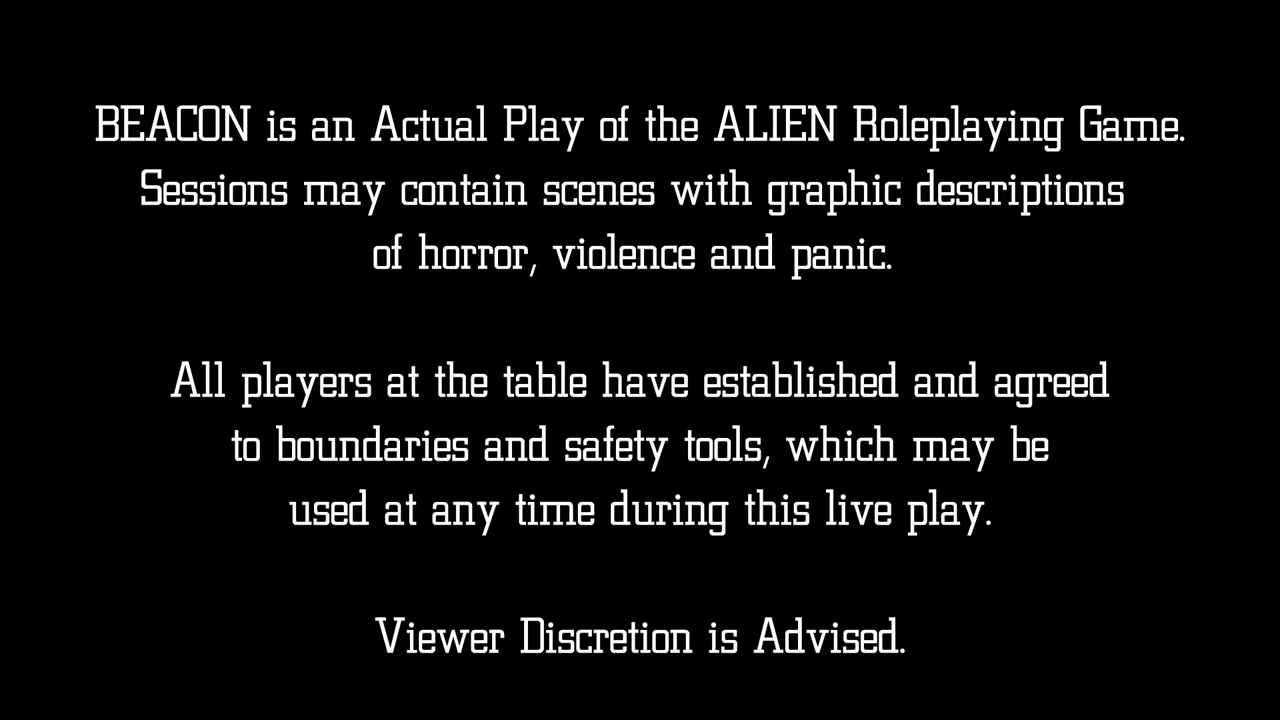 BEACON is an Actual Play of the ALIEN Roleplaying Game.
Sessions may contain scenes with graphic descriptions
of horror, violence and panic.
All players at the table have established and agreed
to boundaries and safety tools, which may be
used at any time during this live play.
Viewer Discretion is Advised.